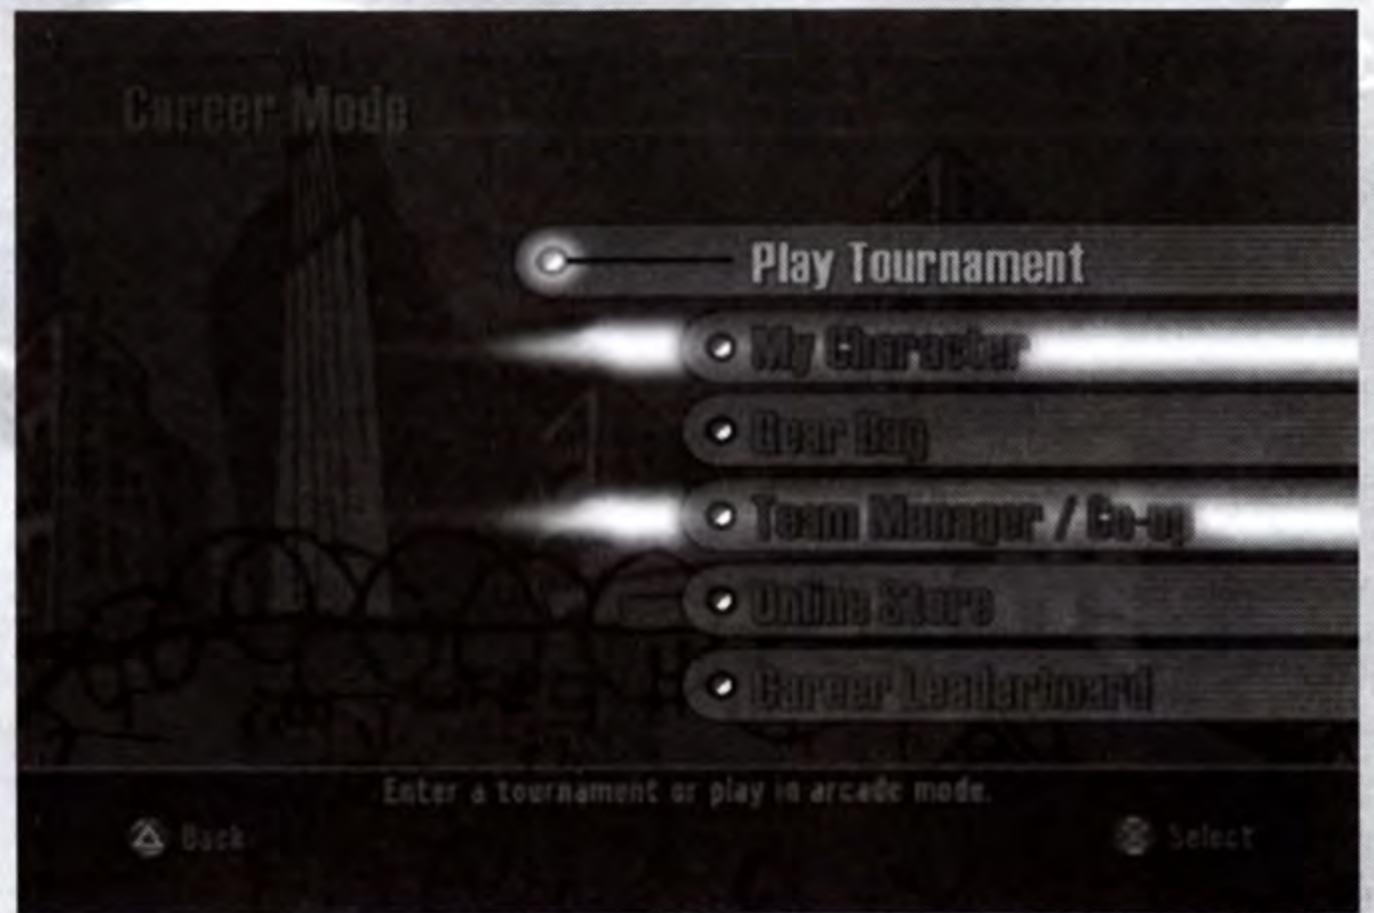 Career Mode
Play Tournament
My Character
Gear Bag
Team Manager / Co-op
Online Store
Career Leaderboard
Enter a tournament or play in arcade mode.
Back
Select